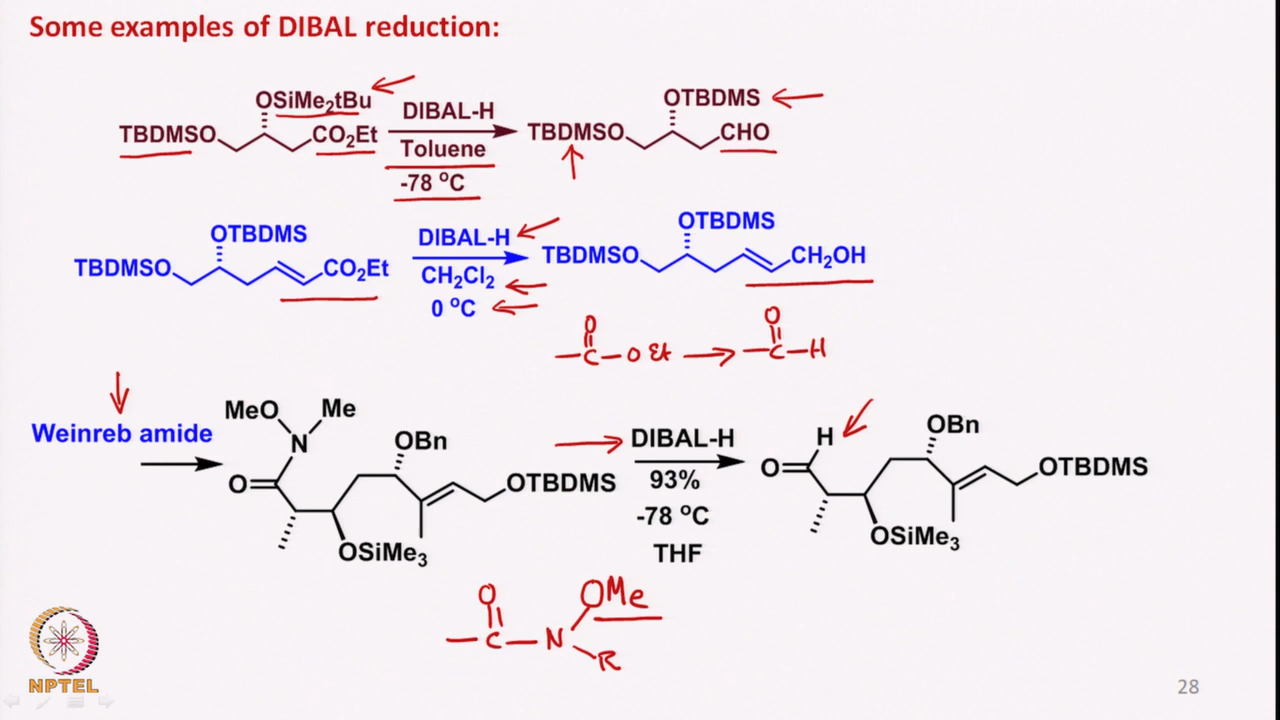 Some examples of DIBAL reduction:
OSiMe2tBu
TBDMSO
CO2Et
DIBAL-H
Toluene
-78 °C
OTBDMS
TBDMSO
CHO
OTBDMS
TBDMSO
CO2Et
DIBAL-H
CH2Cl2
0 °C
OTBDMS
TBDMSO
CH2OH
O
-C-OEt
O
-C-H
Weinreb amide
MeO
Me
N
O
OBn
OTBDMS
OSiMe3
DIBAL-H
93%
-78 °C
THF
H
O
OBn
OTBDMS
OSiMe3
O
OMe
-C-N
R
NPTEL
28